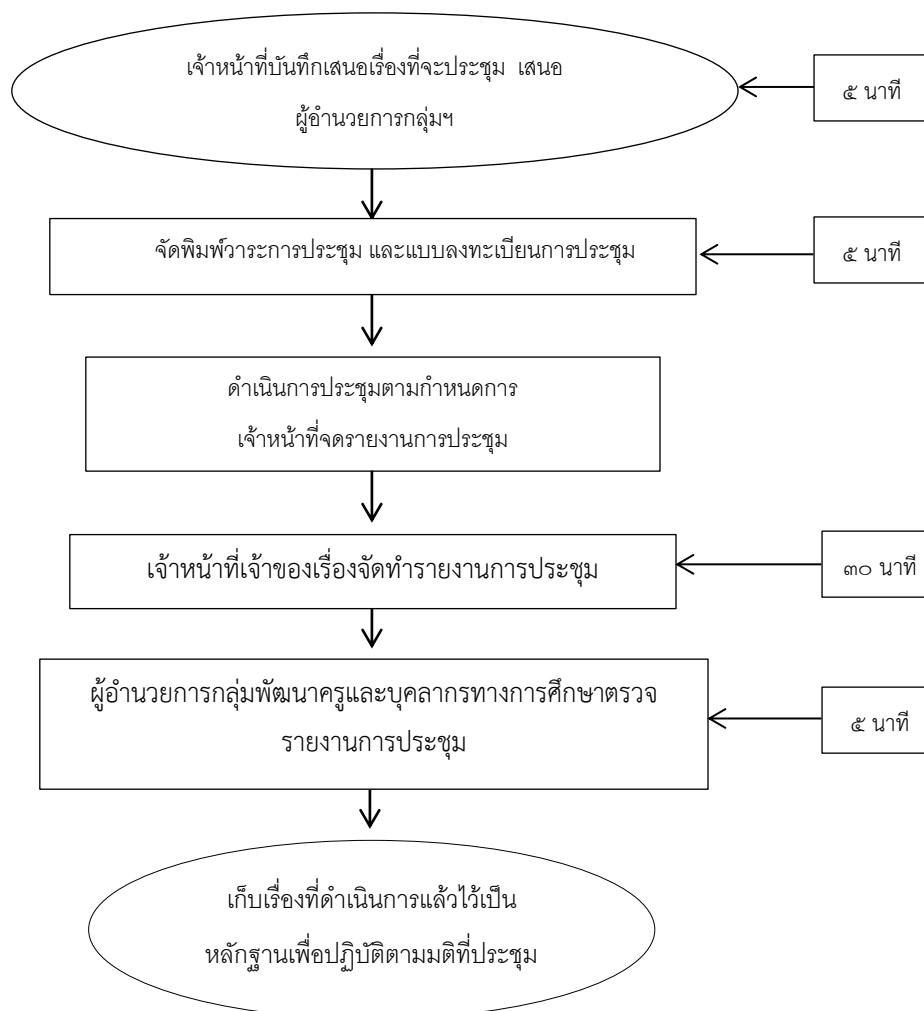 เจ้าหน้าที่บันทึกเสนอเรื่องที่จะประชุม เสนอ
ผู้อำนวยการกลุ่มฯ
๕ นาที
จัดพิมพ์วาระการประชุม และแบบลงทะเบียนการประชุม
๕ นาที
ดำเนินการประชุมตามกำหนดการ
เจ้าหน้าที่จดรายงานการประชุม
เจ้าหน้าที่เจ้าของเรื่องจัดทำรายงานการประชุม
๓๐ นาที
ผู้อำนวยการกลุ่มพัฒนาครูและบุคลากรทางการศึกษาตรวจ
รายงานการประชุม
๕ นาที
เก็บเรื่องที่ดำเนินการแล้วไว้เป็น
หลักฐานเพื่อปฏิบัติตามมติที่ประชุม